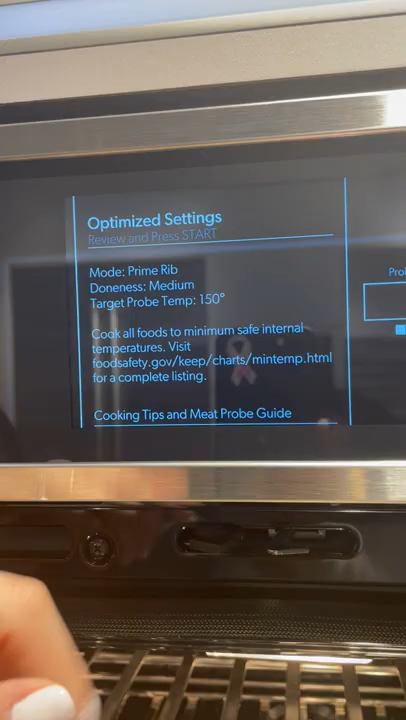 Optimized Settings
Review and Press START
Mode: Prime Rib
Doneness: Medium
Target Probe Temp: 150°
Cook all foods to minimum safe internal
temperatures. Visit
foodsafety.gov/keep/charts/mintemp.html
for a complete listing.
Cooking Tips and Meat Probe Guide